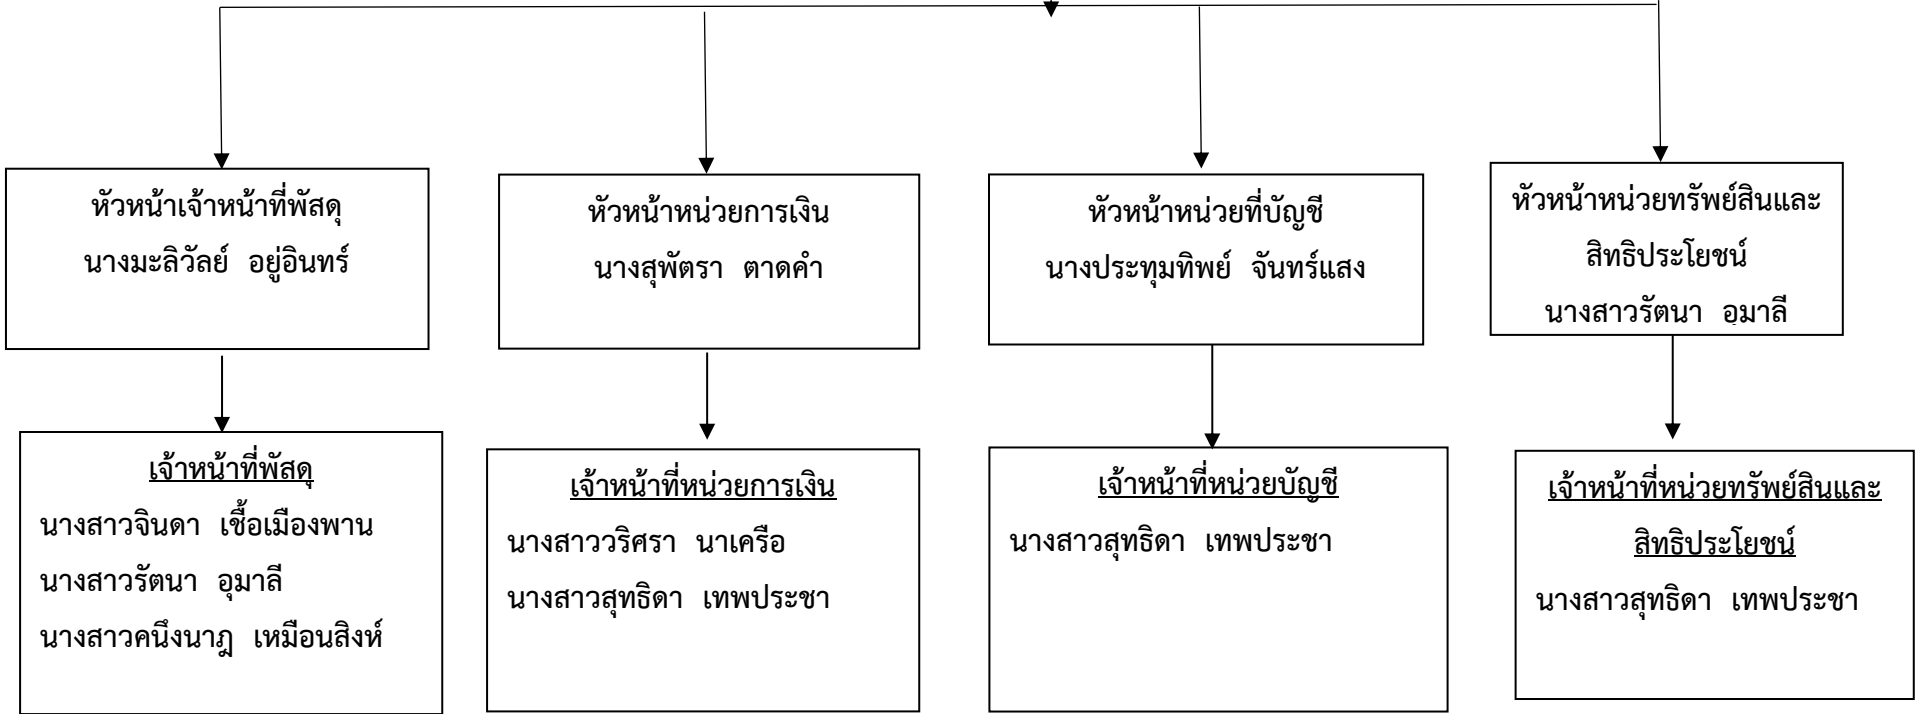 หัวหน้าเจ้าหน้าที่พัสดุ
นางมะลิวัลย์ อยู่อินทร์
หัวหน้าหน่วยการเงิน
นางสุพัตรา ตาดคำ
หัวหน้าหน่วยที่บัญชี
นางประทุมทิพย์ จันทร์แสง
หัวหน้าหน่วยทรัพย์สินและ
สิทธิประโยชน์
นางสาวรัตนา อุมาลี
เจ้าหน้าที่พัสดุ
นางสาวจินดา เชื้อเมืองพาน
นางสาวรัตนา อุมาลี
นางสาวคนึงนาฎ เหมือนสิงห์
เจ้าหน้าที่หน่วยการเงิน
นางสาววริศรา นาเครือ
นางสาวสุทธิดา เทพประชา
เจ้าหน้าที่หน่วยบัญชี
นางสาวสุทธิดา เทพประชา
เจ้าหน้าที่หน่วยทรัพย์สินและ
สิทธิประโยชน์
นางสาวสุทธิดา เทพประชา